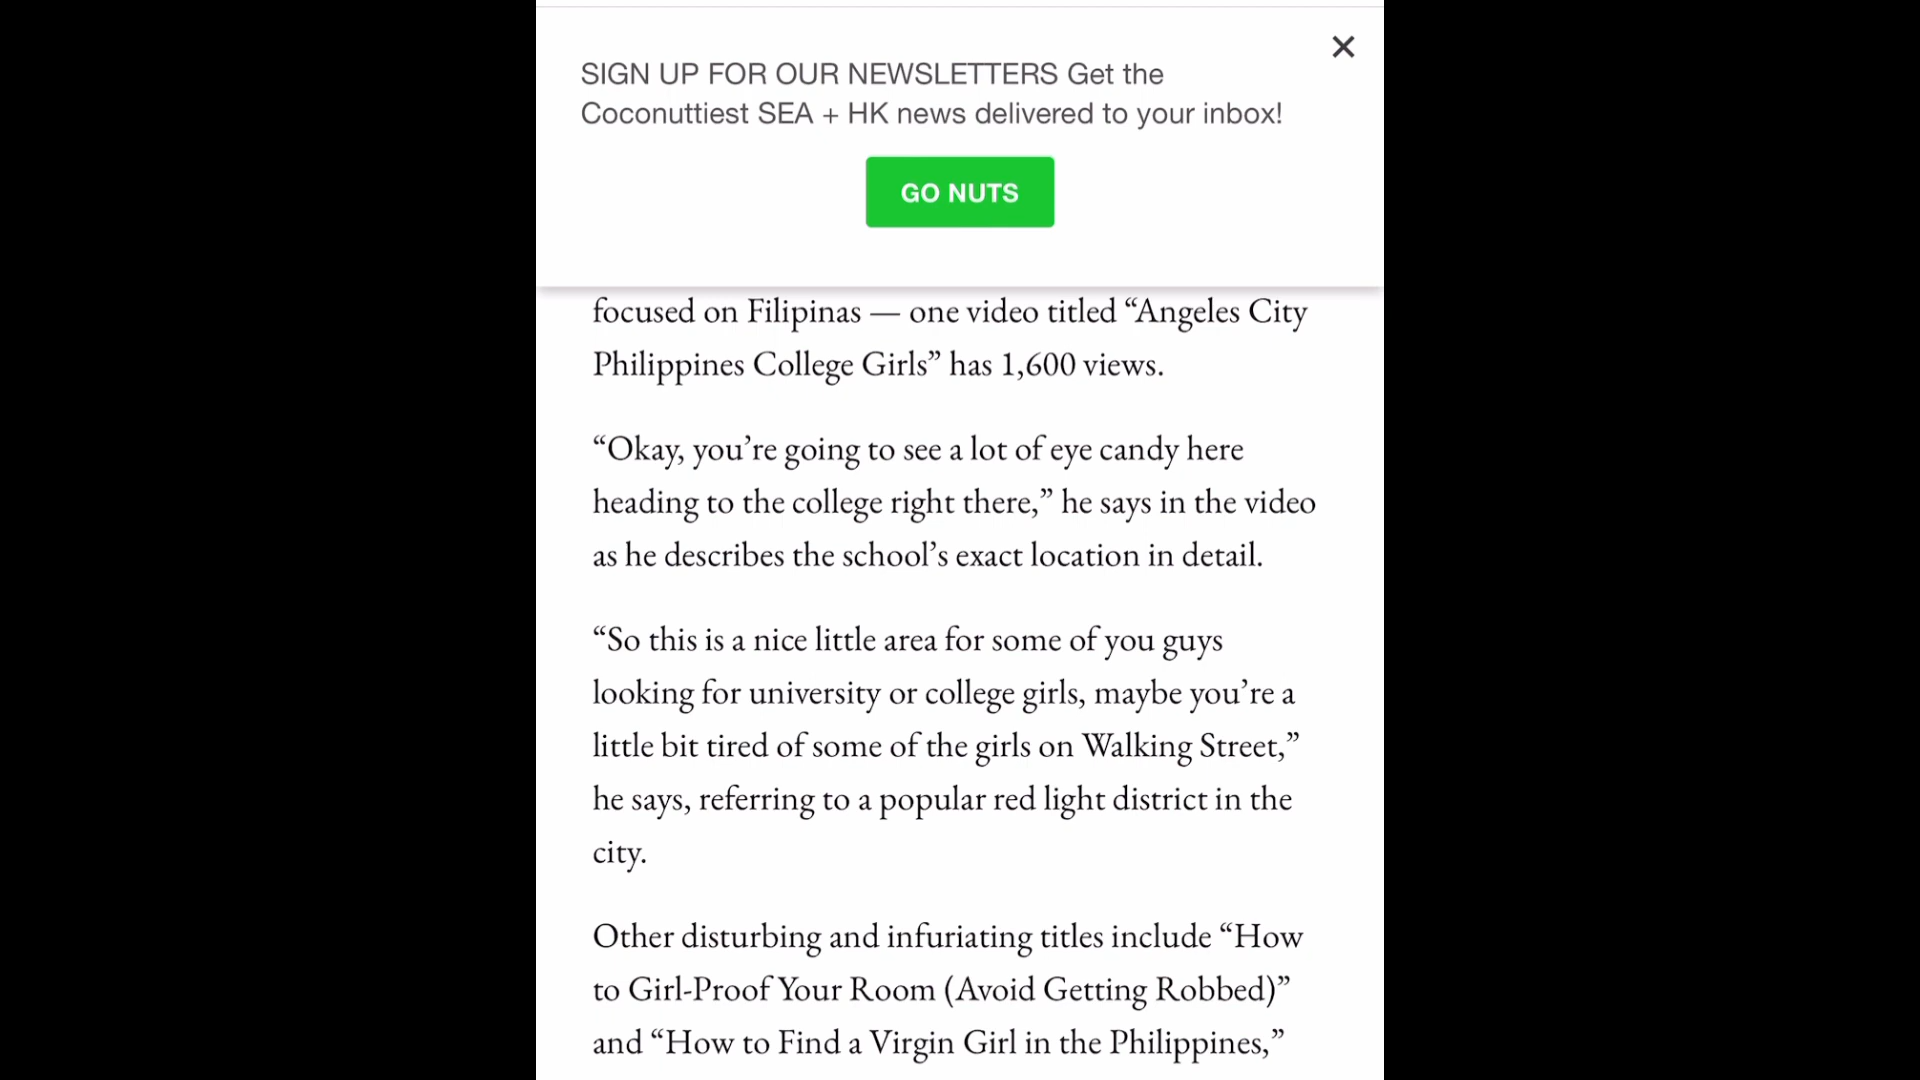 SIGN UP FOR OUR NEWSLETTERS Get the
Coconuttiest SEA + HK news delivered to your inbox!
GO NUTS
focused on Filipinas — one video titled “Angeles City
Philippines College Girls” has 1,600 views.
“Okay, you’re going to see a lot of eye candy here
heading to the college right there,” he says in the video
as he describes the school’s exact location in detail.
“So this is a nice little area for some of you guys
looking for university or college girls, maybe you’re a
little bit tired of some of the girls on Walking Street,”
he says, referring to a popular red light district in the
city.
Other disturbing and infuriating titles include “How
to Girl-Proof Your Room (Avoid Getting Robbed)”
and “How to Find a Virgin Girl in the Philippines,”